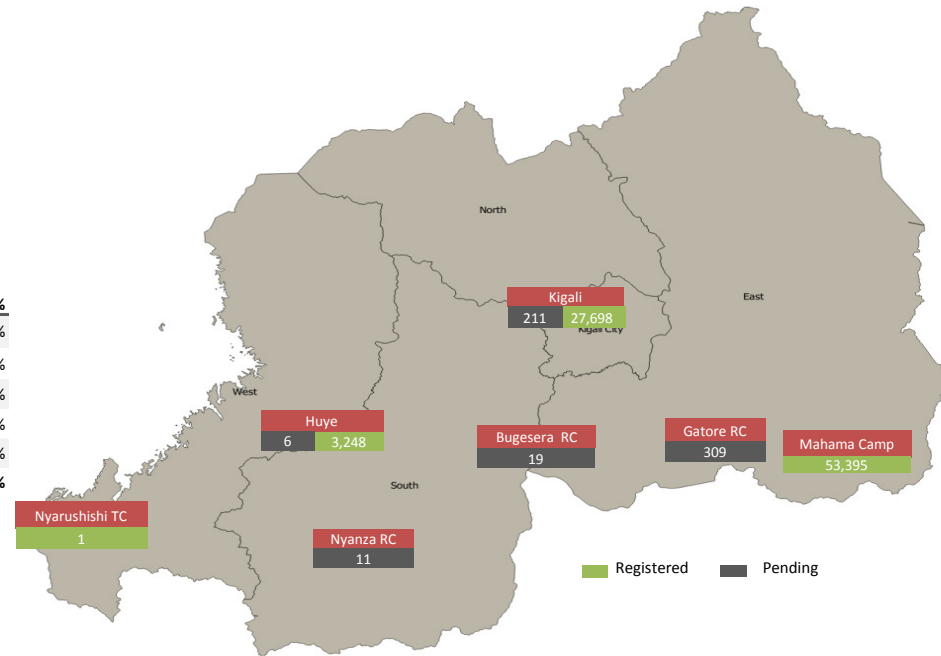 North
%
%
%
%
%
%
%
Kigali
211 27,698
Kigali City
East
West
Huye
6 3,248
Bugesera RC
19
Gatore RC
309
Mahama Camp
53,395
South
Nyarushishi TC
1
Nyanza RC
11
Registered Pending